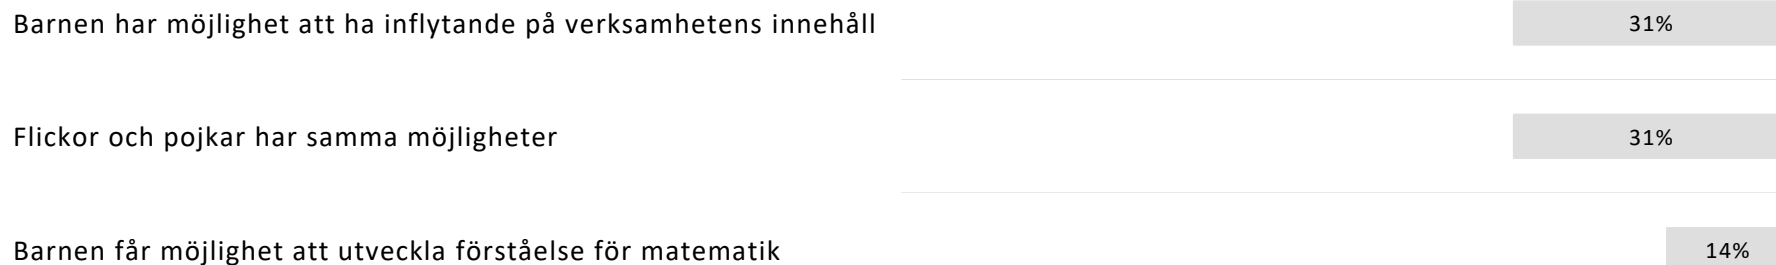 Barnen har möjlighet att ha inflytande på verksamhetens innehåll 31%
Flickor och pojkar har samma möjligheter 31%
Barnen får möjlighet att utveckla förståelse för matematik 14%